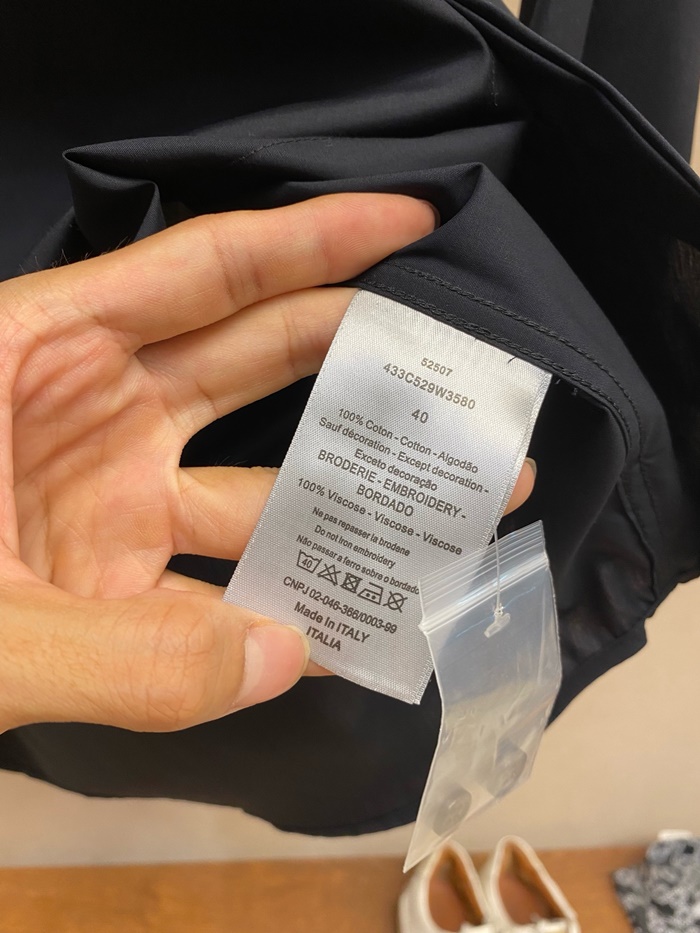 52507
433C529W3580
40
100% Coton - Cotton - Algodão
Sauf décoration - Except decoration -
Exceto decoração
BRODERIE - EMBROIDERY -
BORDADO
100% Viscose - Viscose - Viscose
Ne pas repasser la broderie
Do not Iron embroidery
Não passar a ferro sobre o bordado
40
CNPJ 02-046-366/0003-99
Made in ITALY
ITALIA